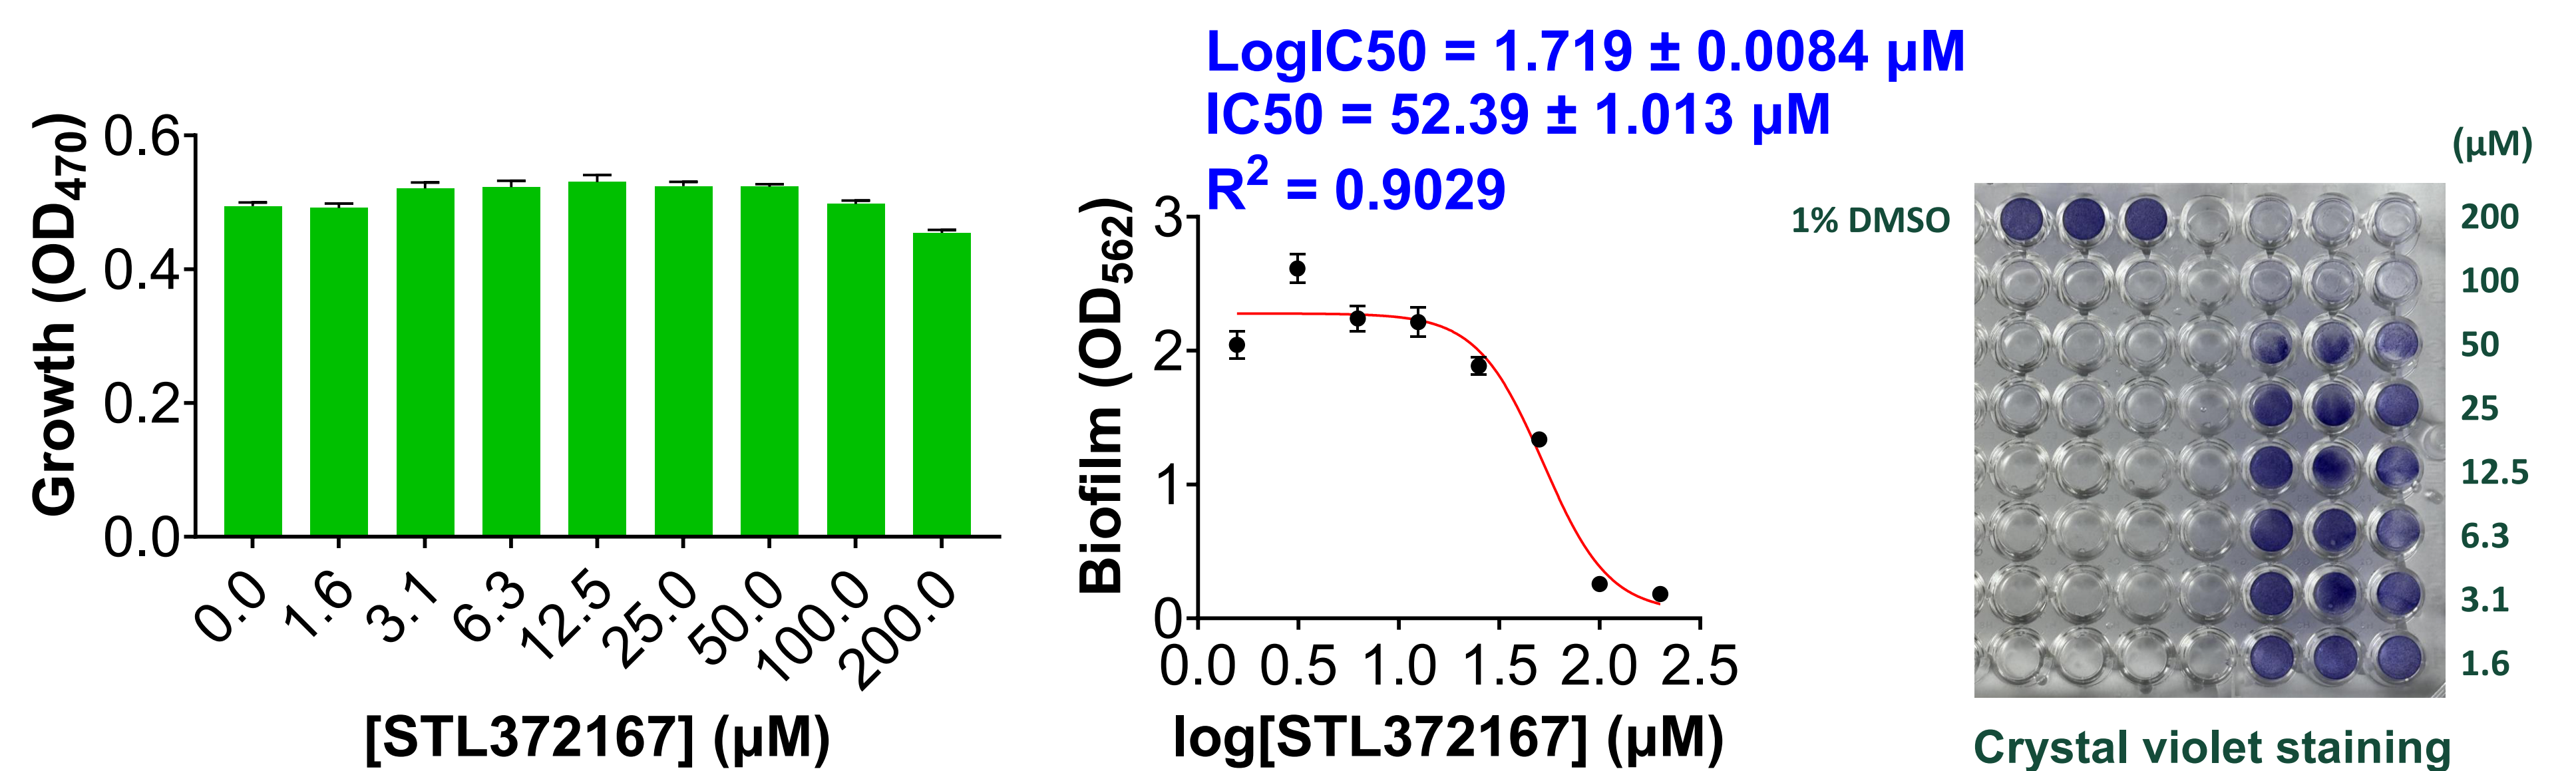 Growth (OD470)
0.6
0.4
0.2
0.0
0.0
1.6
3.1
6.3
12.5
25.0
50.0
100.0
200.0
[STL372167] (µM)
LogIC50 = 1.719 ± 0.0084 µM
IC50 = 52.39 ± 1.013 µM
R2 = 0.9029
Biofilm (OD562)
3
2
1
0
0.0 0.5 1.0 1.5 2.0 2.5
log[STL372167] (µM)
1% DMSO
(µM)
200
100
50
25
12.5
6.3
3.1
1.6
Crystal violet staining